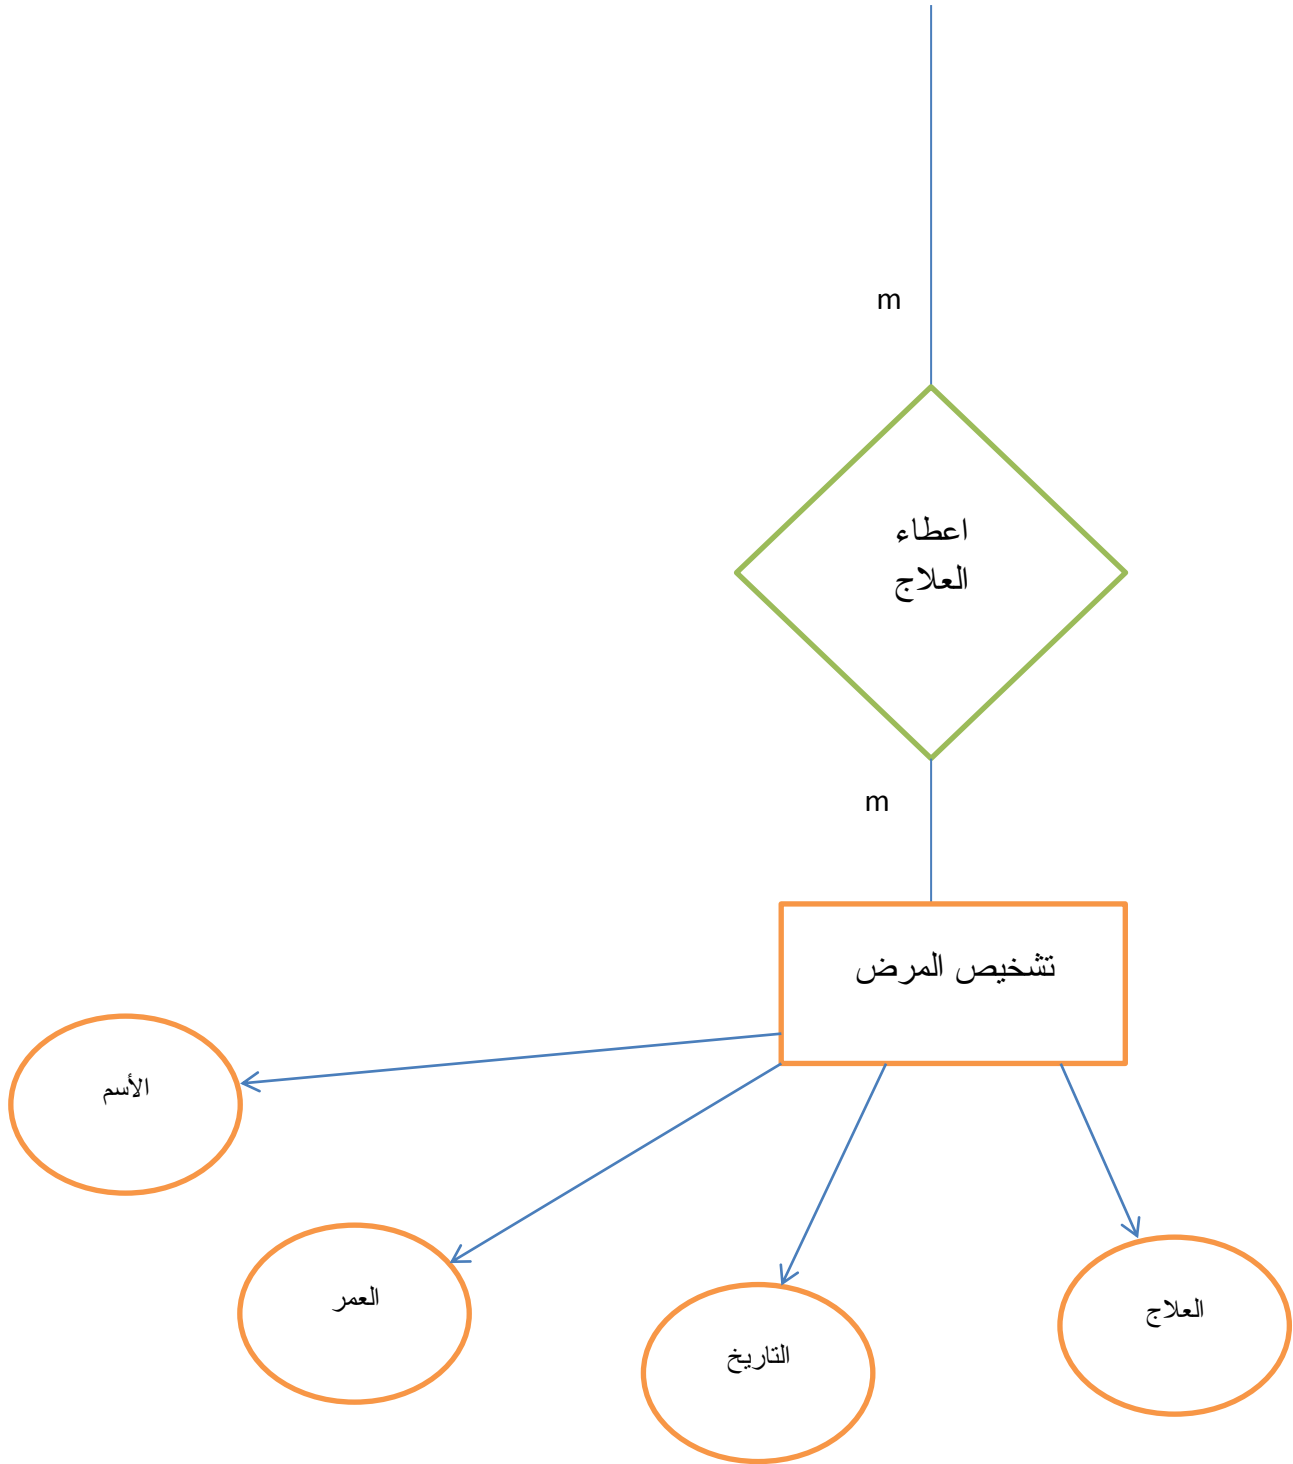 m
اعطاء
العلاج
m
تشخيص المرض
الأسم
العمر
التاريخ
العلاج